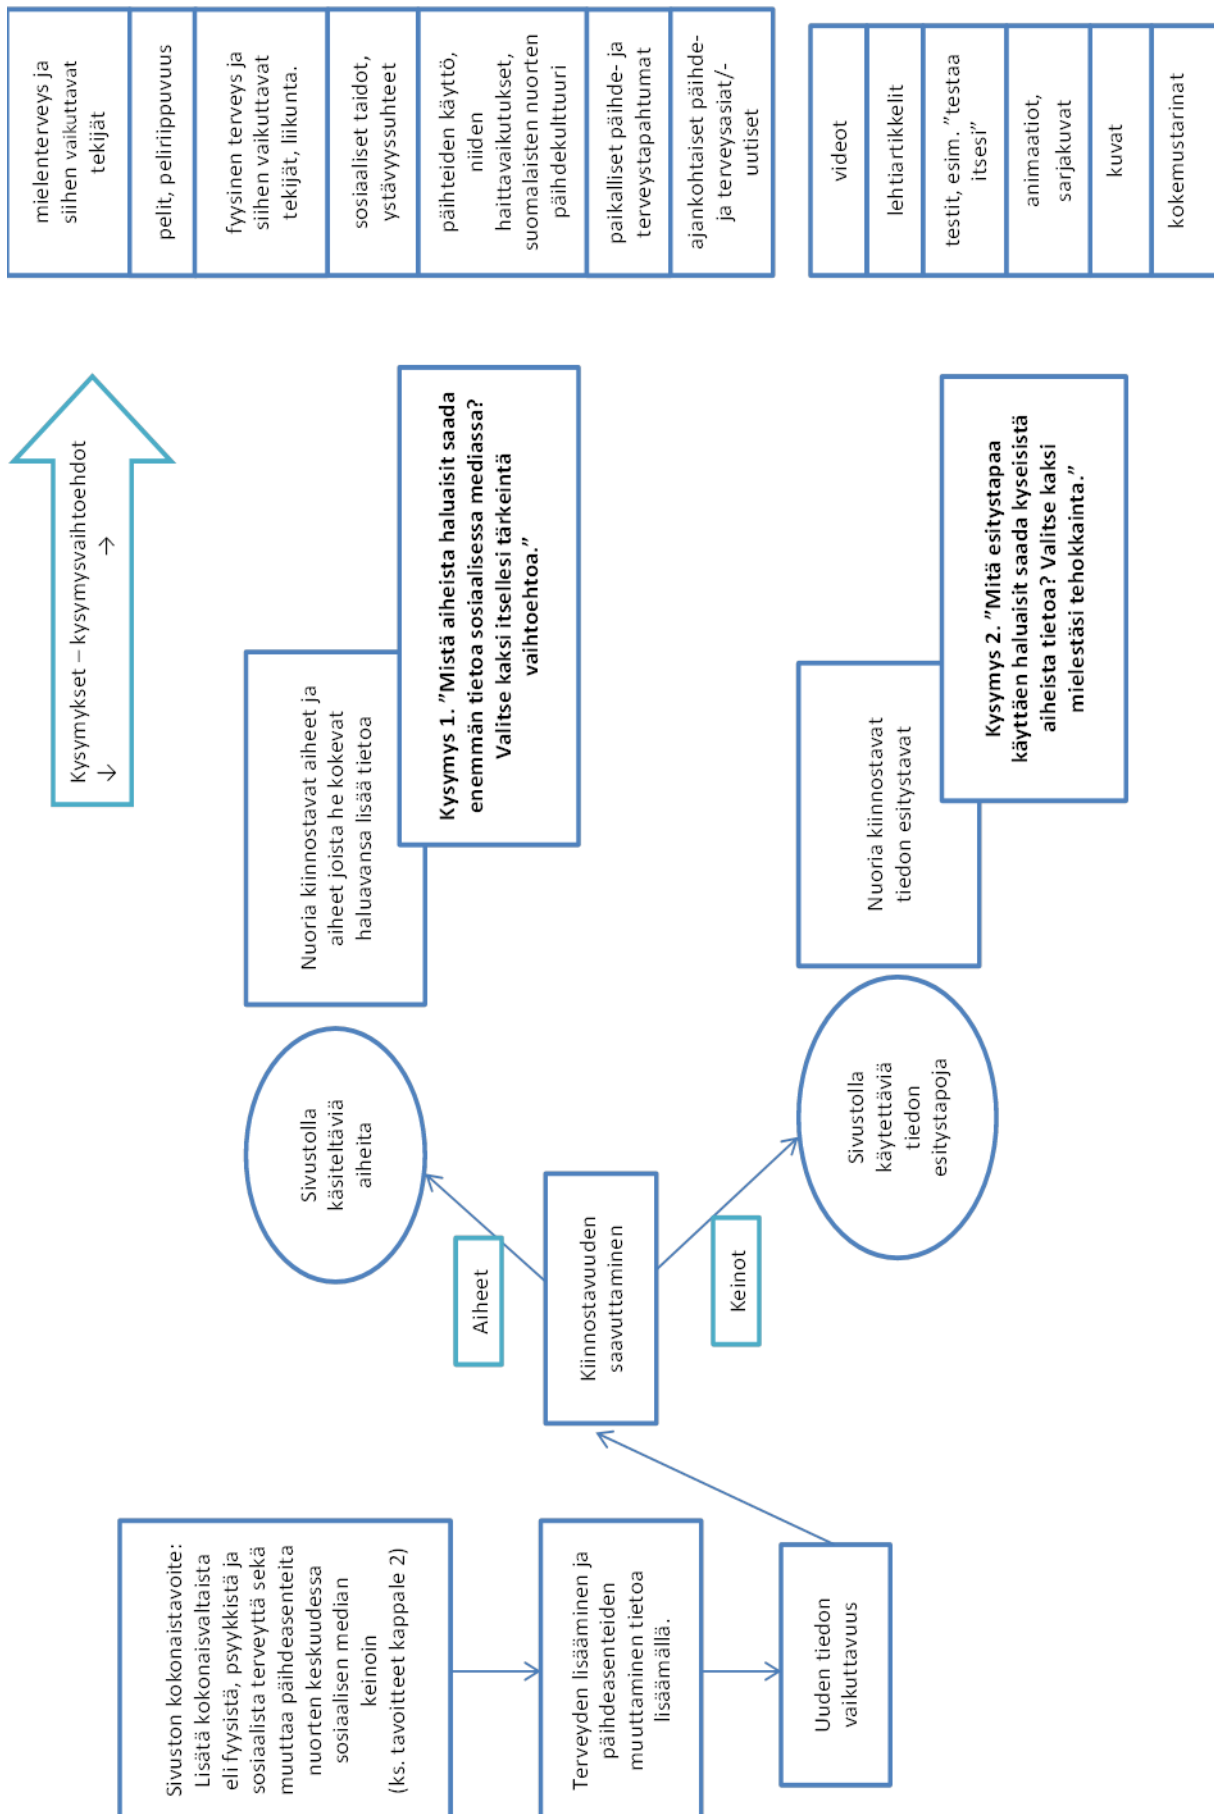 Sivuston kokonaistavoite:
Lisätä kokonaisvaltaista
eli fyysistä, psyykkistä ja
sosiaalista terveyttä sekä
muuttaa päihdeasenteita
nuorten keskuudessa
sosiaalisen median
keinoin
(ks. tavoitteet kappale 2)
Terveyden lisääminen ja
päihdeasenteiden
muuttaminen tietoa
lisäämällä.
Uuden tiedon
vaikuttavuus
Kiinnostavuuden
saavuttaminen
Aiheet
Keinot
Sivustolla
käsiteltäviä
aiheita
Sivustolla
käytettäviä
tiedon
esitystapoja
Nuoria kiinnostavat aiheet ja
aiheet joista he kokevat
haluavansa lisää tietoa
Kysymys 1. ”Mistä aiheista haluaisit saada
enemmän tietoa sosiaalisessa mediassa?
Valitse kaksi itsellesi tärkeintä
vaihtoehtoa.”
Nuoria kiinnostavat
tiedon esitystavat
Kysymys 2. ”Mitä esitystapaa
käyttäen haluaisit saada kyseisistä
aiheista tietoa? Valitse kaksi
mielestäsi tehokkainta.”
Kysymykset – kysymysvaihtoehdot
↓ →
mielenterveys ja
siihen vaikuttavat
tekijät
pelit, peliriippuvuus
fyysinen terveys ja
siihen vaikuttavat
tekijät, liikunta.
sosiaaliset taidot,
ystävyyssuhteet
päihteiden käyttö,
niiden
haittavaikutukset,
suomalaisten nuorten
päihdekulttuuri
paikalliset päihde- ja
terveystapahtumat
ajankohtaiset päihde-
ja terveysasiat/-
uutiset
videot
lehtiartikkelit
testit, esim. ”testaa
itsesi”
animaatiot,
sarjakuvat
kuvat
kokemustarinat